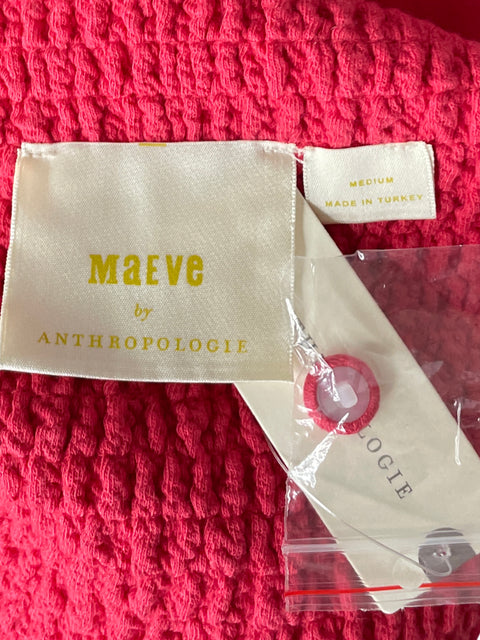 MaEVe
by
ANTHROPOLOGIE
MEDIUM
MADE IN TURKEY
OLOGIE